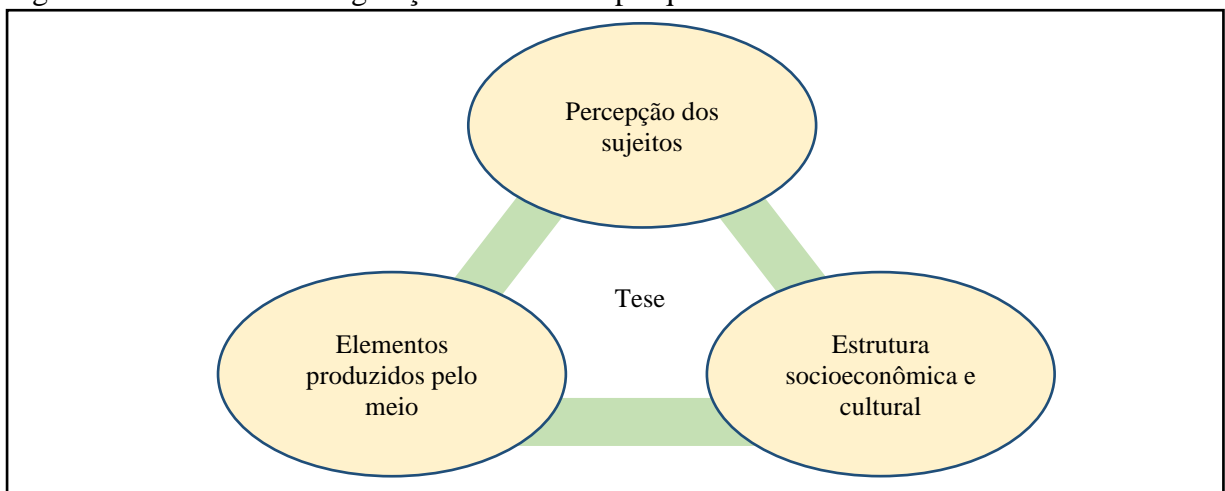 Percepção dos
sujeitos
Tese
Elementos
produzidos pelo
meio
Estrutura
socioeconômica e
cultural